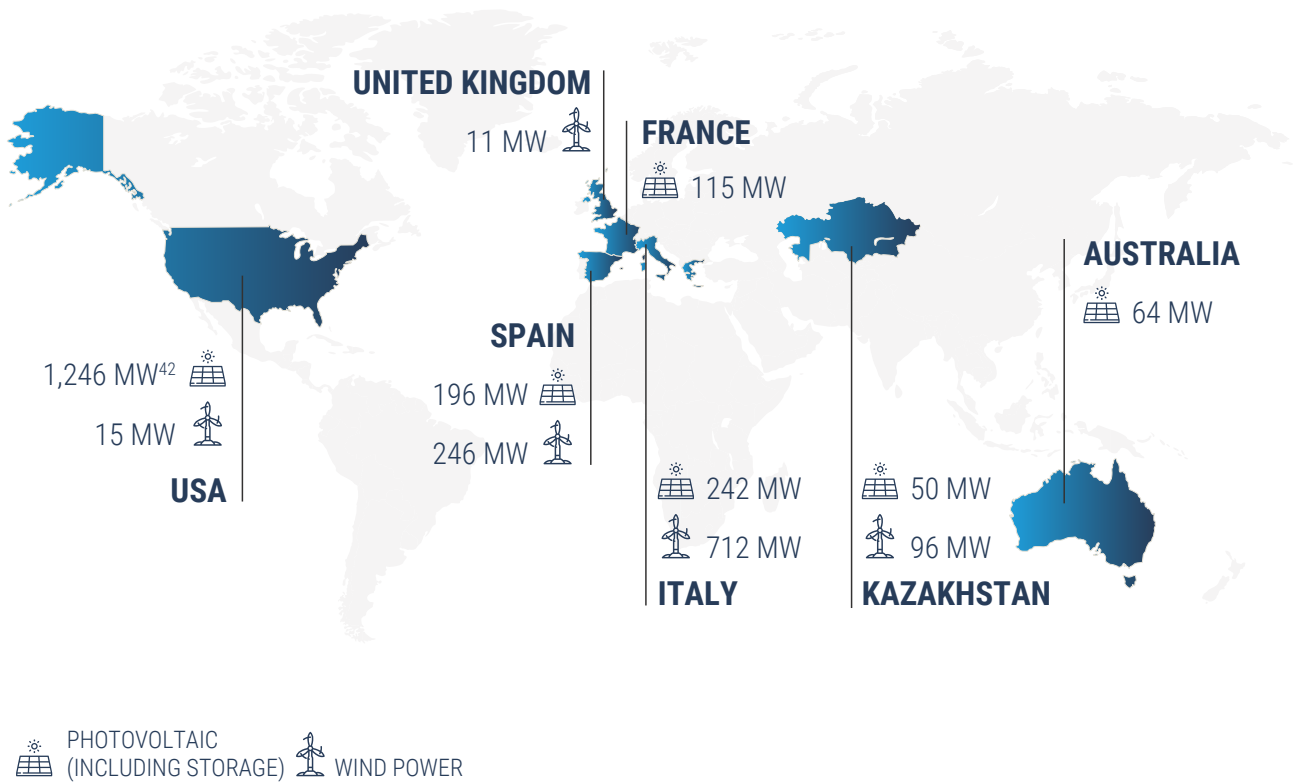 UNITED KINGDOM
11 MW
FRANCE
115 MW
AUSTRALIA
64 MW
SPAIN
196 MW
246 MW
1,246 MW⁴²
15 MW
USA
242 MW
712 MW
ITALY
50 MW
96 MW
KAZAKHSTAN
PHOTOVOLTAIC
(INCLUDING STORAGE)
WIND POWER